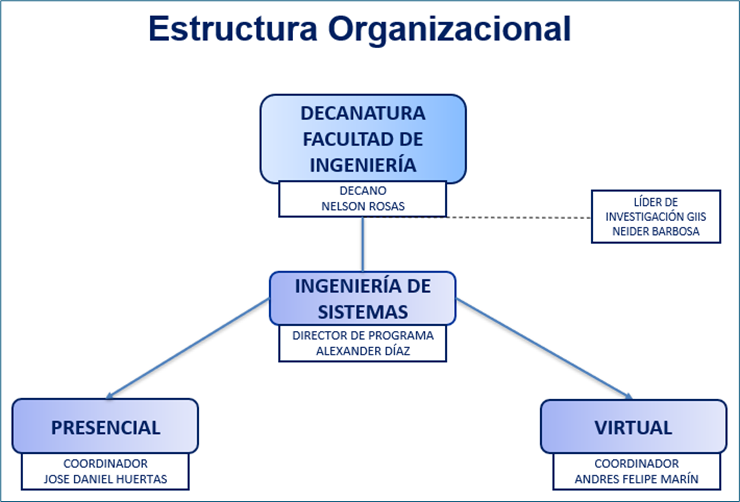 Estructura Organizacional
DECANATURA
FACULTAD DE
INGENIERÍA
DECANO
NELSON ROSAS
LÍDER DE
INVESTIGACIÓN GIIS
NEIDER BARBOSA
INGENIERÍA DE
SISTEMAS
DIRECTOR DE PROGRAMA
ALEXANDER DÍAZ
PRESENCIAL
COORDINADOR
JOSE DANIEL HUERTAS
VIRTUAL
COORDINADOR
ANDRES FELIPE MARÍN